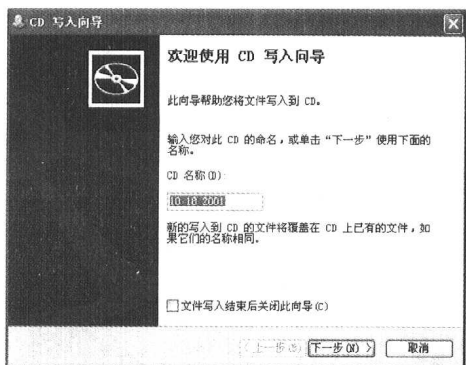 CD 写入向导
欢迎使用 CD 写入向导
此向导帮助您将文件写入到 CD。
输入您对此 CD 的命名，或单击“下一步”使用下面的
名称。
CD 名称(D):
10 18 2001
新的写入到 CD 的文件将覆盖在 CD 上已有的文件，如
果它们的名称相同。
文件写入结束后关闭此向导(C)
<上一步(B) 下一步(N) > 取消